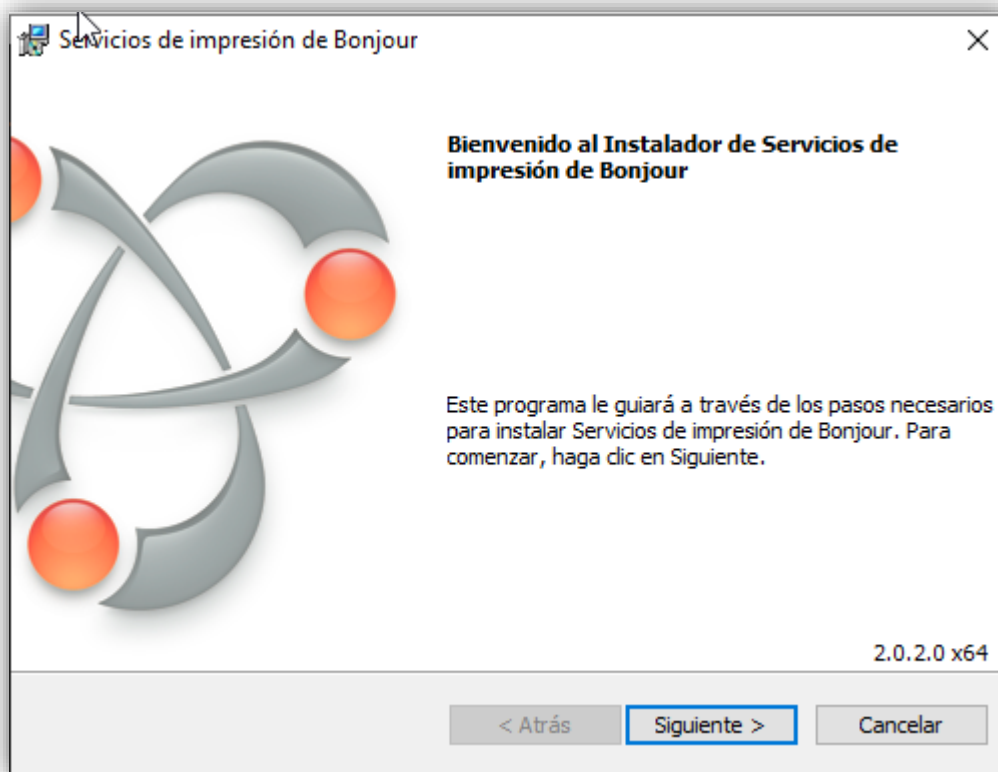 Servicios de impresión de Bonjour
Bienvenido al Instalador de Servicios de
impresión de Bonjour
Este programa le guiará a través de los pasos necesarios
para instalar Servicios de impresión de Bonjour. Para
comenzar, haga clic en Siguiente.
2.0.2.0 x64
< Atrás
Siguiente >
Cancelar